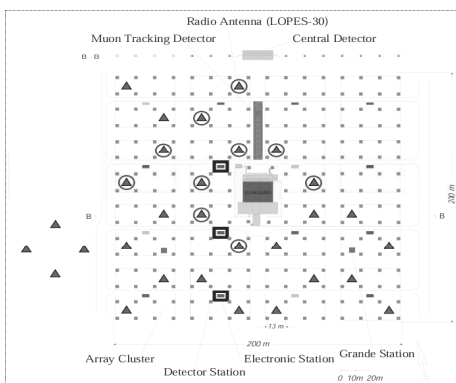 Radio Antenna (LOPES-30)
Muon Tracking Detector
Central Detector
B - B
B
B
200 m
13 m
200 m
Array Cluster
Electronic Station
Grande Station
Detector Station
0 10m 20m